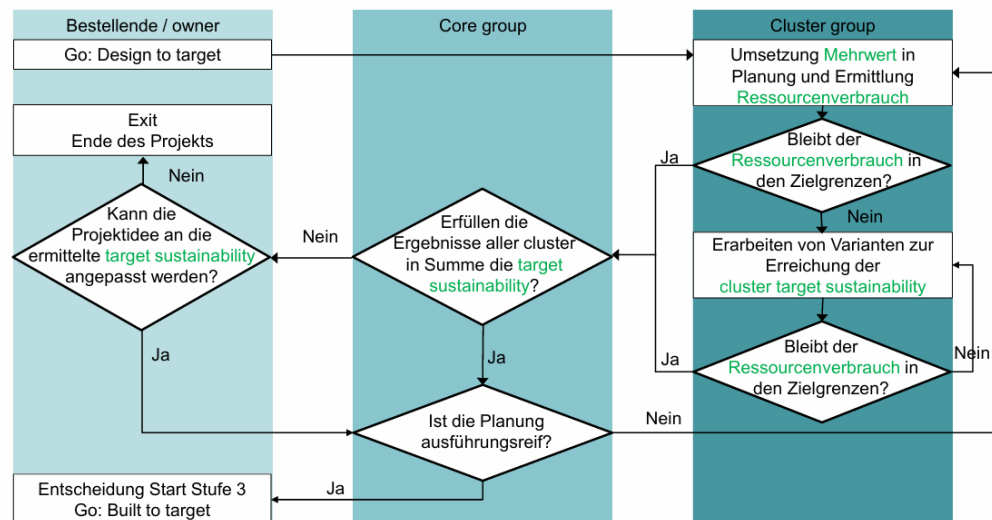 Bestellende / owner
Core group
Cluster group
Go: Design to target
Umsetzung Mehrwert in
Planung und Ermittlung
Ressourcenverbrauch
Exit
Ende des Projekts
Nein
Bleibt der
Ressourcenverbrauch in
den Zielgrenzen?
Ja
Nein
Kann die
Projektidee an die
ermittelte target sustainability
angepasst werden?
Nein
Erfüllen die
Ergebnisse aller cluster
in Summe die target
sustainability?
Erarbeiten von Varianten zur
Erreichung der
cluster target sustainability
Ja
Ja
Bleibt der
Ressourcenverbrauch in
den Zielgrenzen?
Ja
Nein
Ist die Planung
ausführungsreif?
Nein
Ja
Entscheidung Start Stufe 3
Go: Built to target